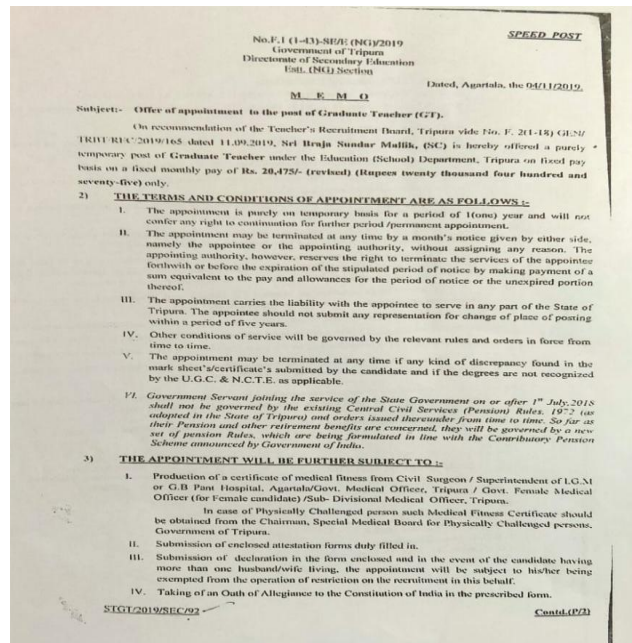 SPEED POST
No.F.1 (1-43)-SE/E (NG)/2019
Government of Tripura
Directorate of Secondary Education
Estt. (NG) Section
Dated, Agartala, the 04/11/2019.
M E M O
Subject:- Offer of appointment to the post of Graduate Teacher (GT).
On recommendation of the Teacher's Recruitment Board, Tripura vide No. F. 2(1-18) GEN/
TRBT/REC/2019/165 dated 11.09.2019, Sri Braja Sundar Mallik, (SC) is hereby offered a purely
temporary post of Graduate Teacher under the Education (School) Department, Tripura on fixed pay
basis on a fixed monthly pay of Rs. 20,475/- (revised) (Rupees twenty thousand four hundred and
seventy-five) only.
2) THE TERMS AND CONDITIONS OF APPOINTMENT ARE AS FOLLOWS :-
I. The appointment is purely on temporary basis for a period of 1(one) year and will not
confer any right to continuation for further period /permanent appointment.
II. The appointment may be terminated at any time by a month's notice given by either side,
namely the appointee or the appointing authority, without assigning any reason. The
appointing authority, however, reserves the right to terminate the services of the appointee
forthwith or before the expiration of the stipulated period of notice by making payment of a
sum equivalent to the pay and allowances for the period of notice or the unexpired portion
thereof.
III. The appointment carries the liability with the appointee to serve in any part of the State of
Tripura. The appointee should not submit any representation for change of place of posting
within a period of five years.
IV. Other conditions of service will be governed by the relevant rules and orders in force from
time to time.
V. The appointment may be terminated at any time if any kind of discrepancy found in the
mark sheet's/certificate's submitted by the candidate and if the degrees are not recognized
by the U.G.C. & N.C.T.E. as applicable.
VI. Government Servant joining the service of the State Government on or after 1st July,2018
shall not be governed by the existing Central Civil Services (Pension) Rules, 1972 (as
adopted in the State of Tripura) and orders issued thereunder from time to time. So far as
their Pension and other retirement benefits are concerned, they will be governed by a new
set of pension Rules, which are being formulated in line with the Contributory Pension
Scheme announced by Government of India.
3) THE APPOINTMENT WILL BE FURTHER SUBJECT TO :-
I. Production of a certificate of medical fitness from Civil Surgeon / Superintendent of I.G.M
or G.B Pant Hospital, Agartala/Govt. Medical Officer, Tripura / Govt. Female Medical
Officer (for Female candidate) /Sub- Divisional Medical Officer, Tripura.
In case of Physically Challenged person such Medical Fitness Certificate should
be obtained from the Chairman, Special Medical Board for Physically Challenged persons,
Government of Tripura.
II. Submission of enclosed attestation forms duly filled in.
III. Submission of declaration in the form enclosed and in the event of the candidate having
more than one husband/wife living, the appointment will be subject to his/her being
exempted from the operation of restriction on the recruitment in this behalf.
IV. Taking of an Oath of Allegiance to the Constitution of India in the prescribed form.
STGT/2019/SEC/92
Contd.(P/2)